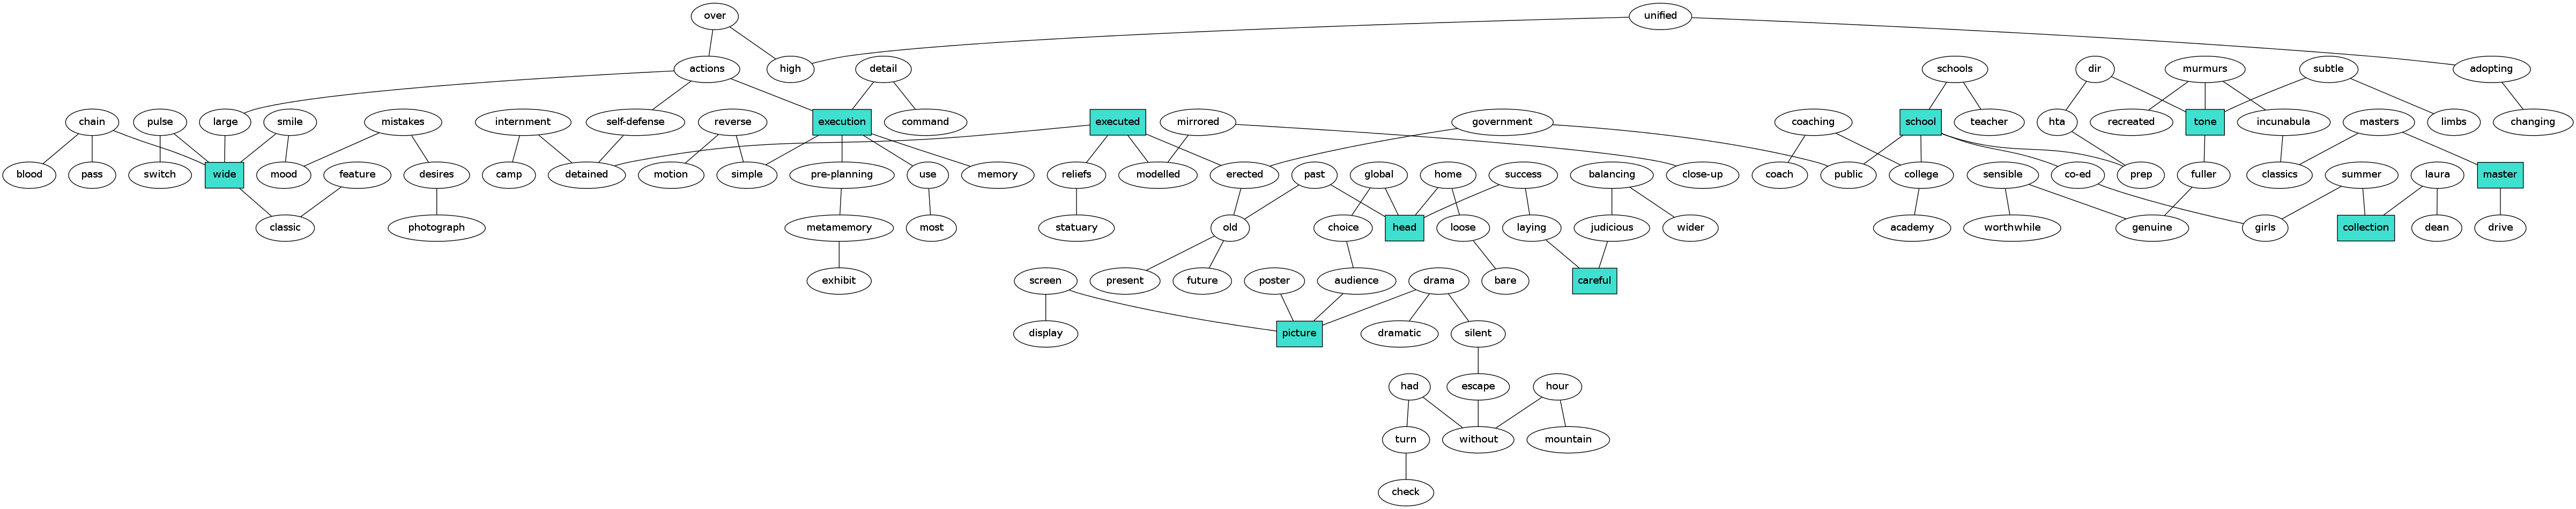 over
unified
actions
high
detail
schools
dir
murmurs
subtle
adopting
chain
pulse
large
smile
mistakes
internment
self-defense
reverse
execution
command
executed
mirrored
government
coaching
school
teacher
hta
recreated
tone
incunabula
masters
limbs
changing
blood
pass
switch
wide
mood
feature
desires
camp
detained
motion
simple
pre-planning
use
memory
reliefs
modelled
erected
past
global
home
success
balancing
close-up
coach
public
college
sensible
co-ed
prep
fuller
classics
summer
laura
master
classic
photograph
metamemory
most
statuary
old
choice
head
loose
laying
judicious
wider
academy
worthwhile
genuine
girls
collection
dean
drive
exhibit
screen
present
future
poster
audience
drama
bare
careful
display
picture
dramatic
silent
had
escape
hour
turn
without
mountain
check